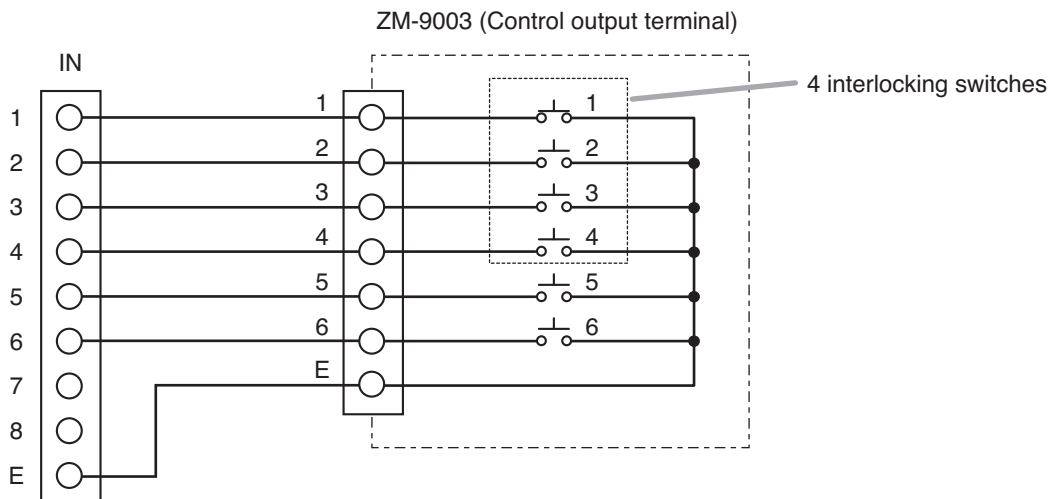 ZM-9003 (Control output terminal)
IN
4 interlocking switches
1 1 1
2 2 2
3 3 3
4 4 4
5 5 5
6 6 6
7 E
8
E